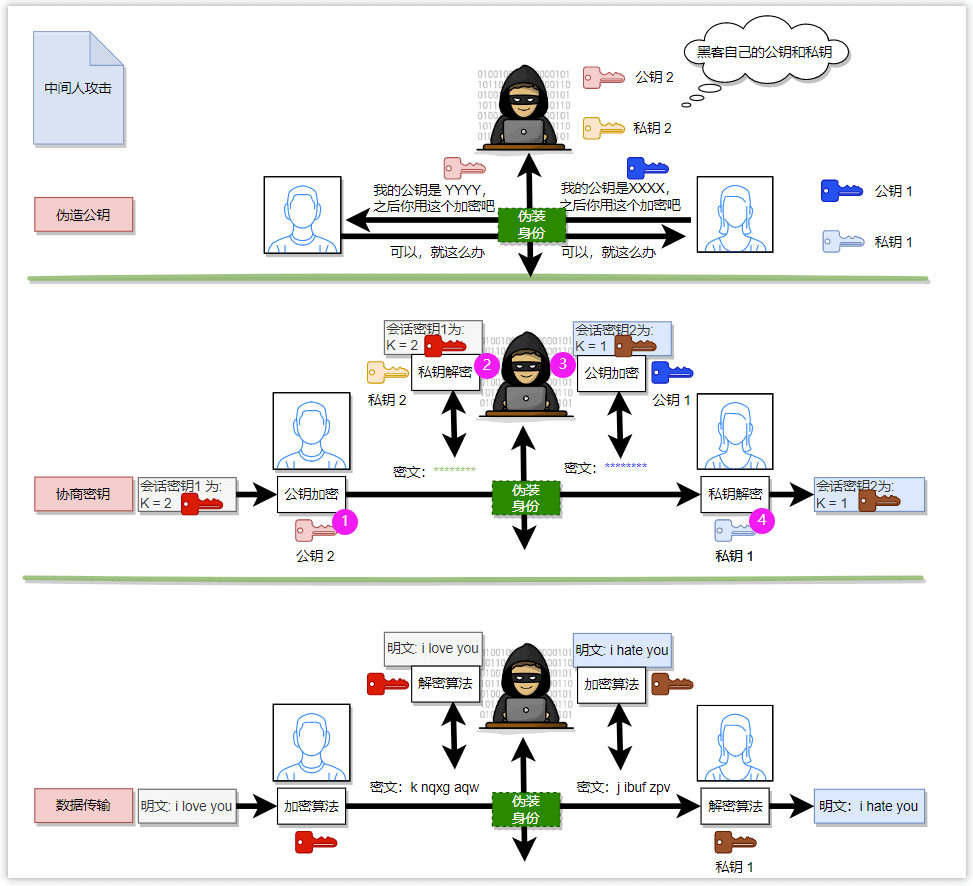 中间人攻击
黑客自己的公钥和私钥
公钥 2
私钥 2
伪造公钥
我的公钥是 YYYY,
之后你用这个加密吧
我的公钥是XXXX,
之后你用这个加密吧
伪装
身份
可以，就这么办
可以，就这么办
公钥 1
私钥 1
会话密钥1为:
K = 2
私钥解密
2
私钥 2
会话密钥2为:
K = 1
3
公钥加密
公钥 1
密文：********
密文：********
协商密钥
会话密钥1 为:
K = 2
公钥加密
1
公钥 2
伪装
身份
私钥解密
4
私钥 1
会话密钥2为:
K = 1
明文: i love you
解密算法
明文: i hate you
加密算法
密文：k nqxg aqw
密文：j ibuf zpv
数据传输
明文: i love you
加密算法
伪装
身份
解密算法
私钥 1
明文：i hate you